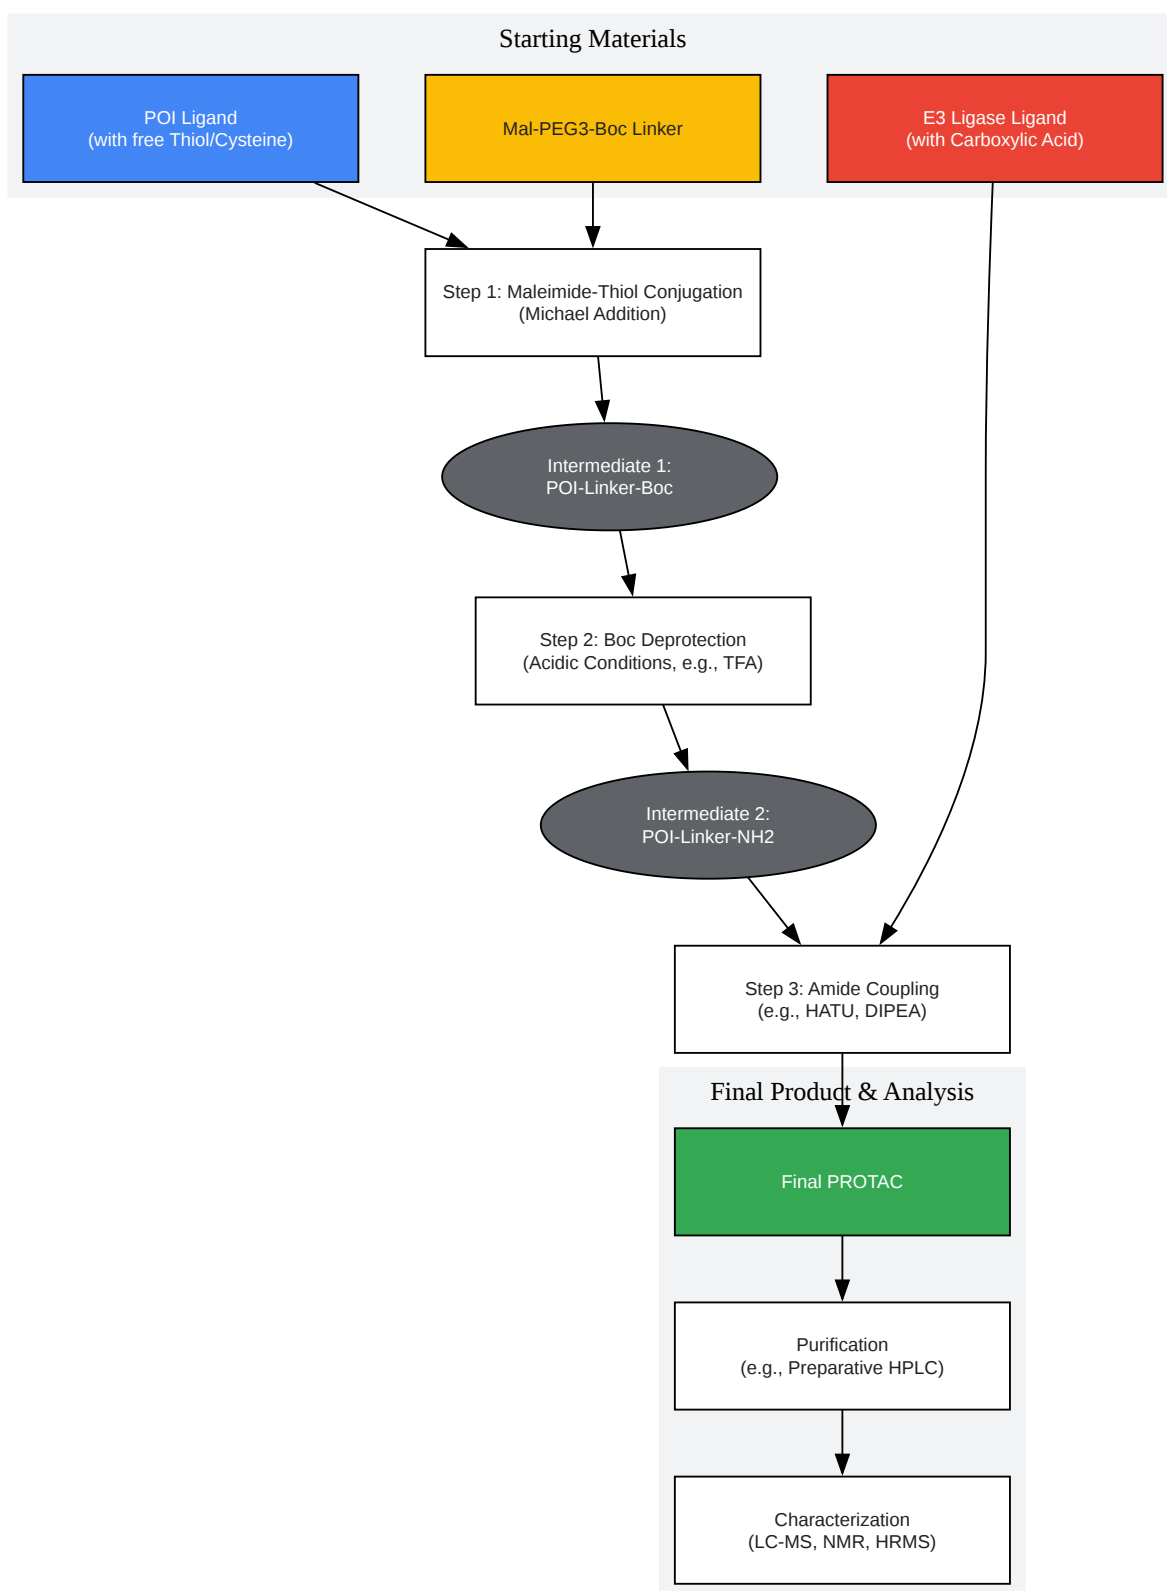 Starting Materials
POI Ligand
(with free Thiol/Cysteine)
Mal-PEG3-Boc Linker
E3 Ligase Ligand
(with Carboxylic Acid)
Step 1: Maleimide-Thiol Conjugation
(Michael Addition)
Intermediate 1:
POI-Linker-Boc
Step 2: Boc Deprotection
(Acidic Conditions, e.g., TFA)
Intermediate 2:
POI-Linker-NH2
Step 3: Amide Coupling
(e.g., HATU, DIPEA)
Final Product & Analysis
Final PROTAC
Purification
(e.g., Preparative HPLC)
Characterization
(LC-MS, NMR, HRMS)